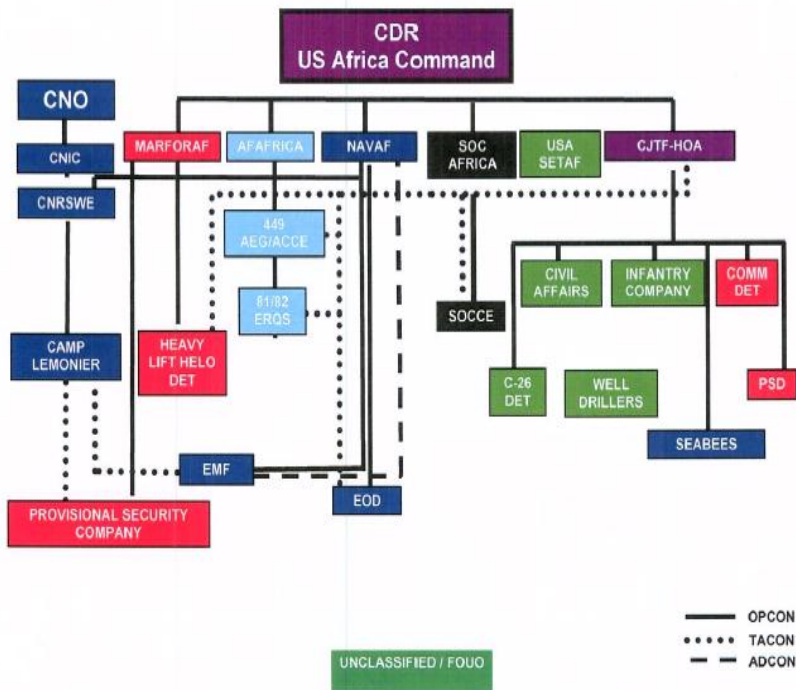 CDR
US Africa Command
CNO
CNIC
MARFORAF
AFAFRICA
NAVAF
SOC
AFRICA
USA
SETAF
CJTF-HOA
CNRSWE
449
AEG/ACCE
CIVIL
AFFAIRS
INFANTRY
COMPANY
COMM
DET
81/82
ERQS
SOCCE
CAMP
LEMONIER
HEAVY
LIFT HELO
DET
C-26
DET
WELL
DRILLERS
PSD
SEABEES
EMF
EOD
PROVISIONAL SECURITY
COMPANY
OPCON
TACON
ADCON
UNCLASSIFIED / FOUO